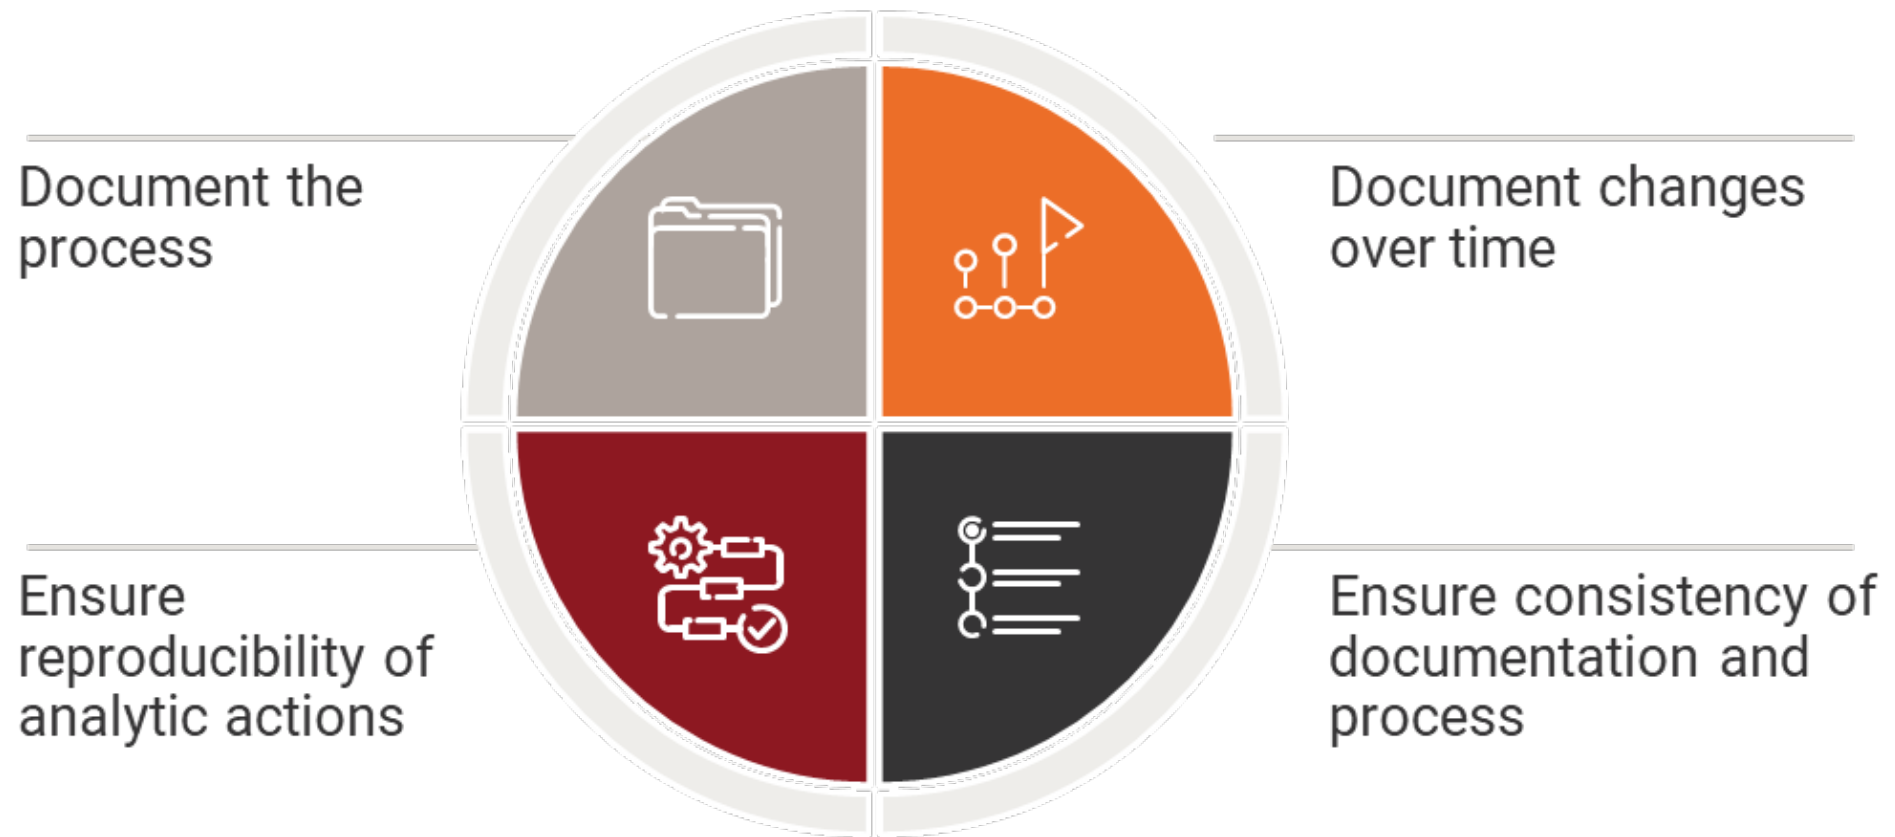 Document the
process
Document changes
over time
Ensure
reproducibility of
analytic actions
Ensure consistency of
documentation and
process